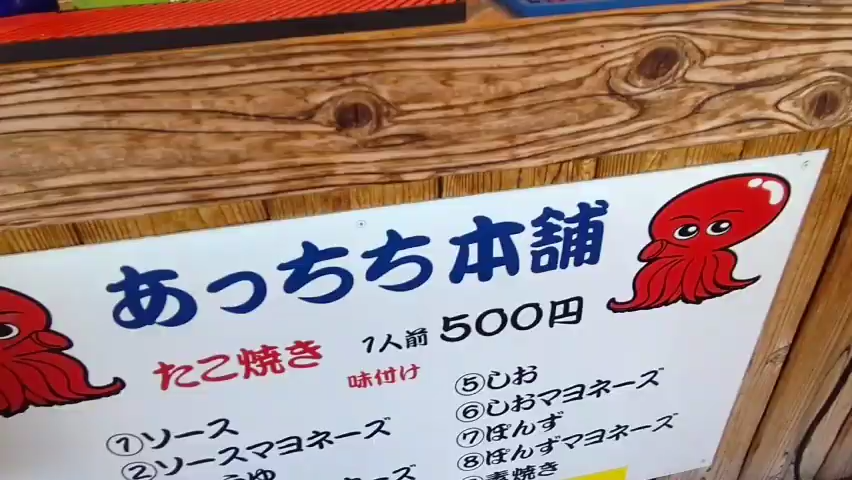 あっちち本舗
たこ焼き 1人前 500円
味付け
①ソース
②ソースマヨネーズ
⑤しお
⑥しおマヨネーズ
⑦ぽんず
⑧ぽんずマヨネーズ
素焼き